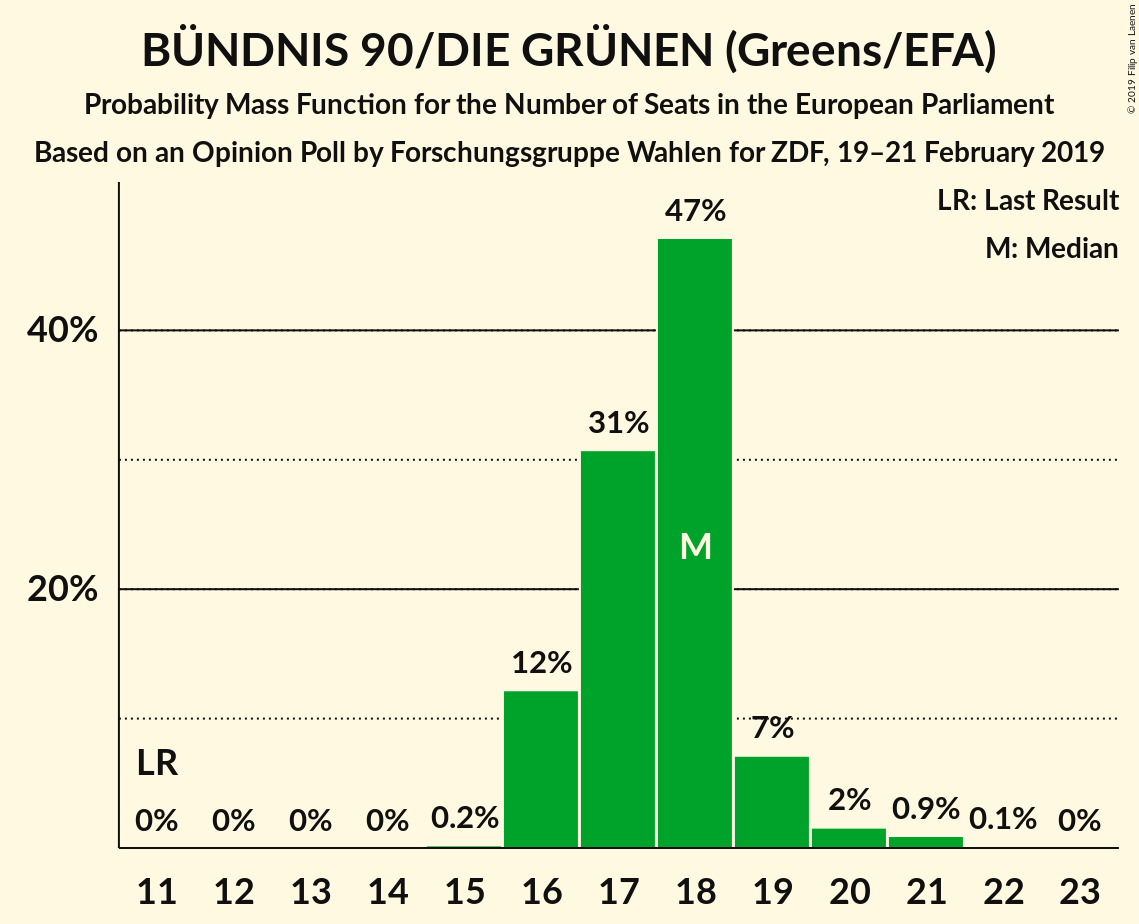 BÜNDNIS 90/DIE GRÜNEN (Greens/EFA)
Probability Mass Function for the Number of Seats in the European Parliament
Based on an Opinion Poll by Forschungsgruppe Wahlen for ZDF, 19–21 February 2019
© 2019 Filip van Laenen
LR: Last Result
M: Median
47%
40%
31%
M
20%
12%
7%
LR
0% 0% 0% 0% 0.2% 2% 0.9% 0.1% 0%
11 12 13 14 15 16 17 18 19 20 21 22 23